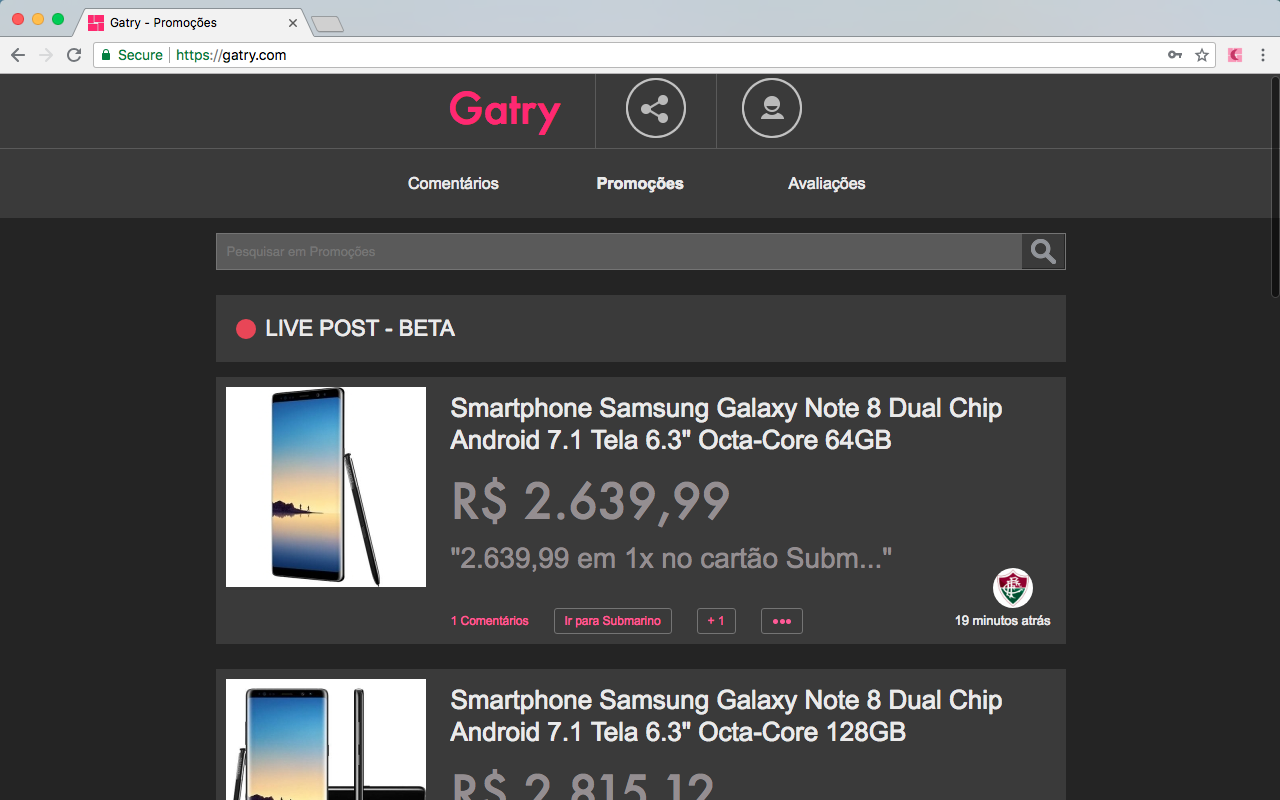 Gatry - Promoções
Secure https://gatry.com
Gatry
Comentários Promoções Avaliações
Pesquisar em Promoções
LIVE POST - BETA
Smartphone Samsung Galaxy Note 8 Dual Chip
Android 7.1 Tela 6.3" Octa-Core 64GB
R$ 2.639,99
"2.639,99 em 1x no cartão Subm..."
1 Comentários Ir para Submarino + 1 ••• 19 minutos atrás
Smartphone Samsung Galaxy Note 8 Dual Chip
Android 7.1 Tela 6.3" Octa-Core 128GB
R$ 2.815,12